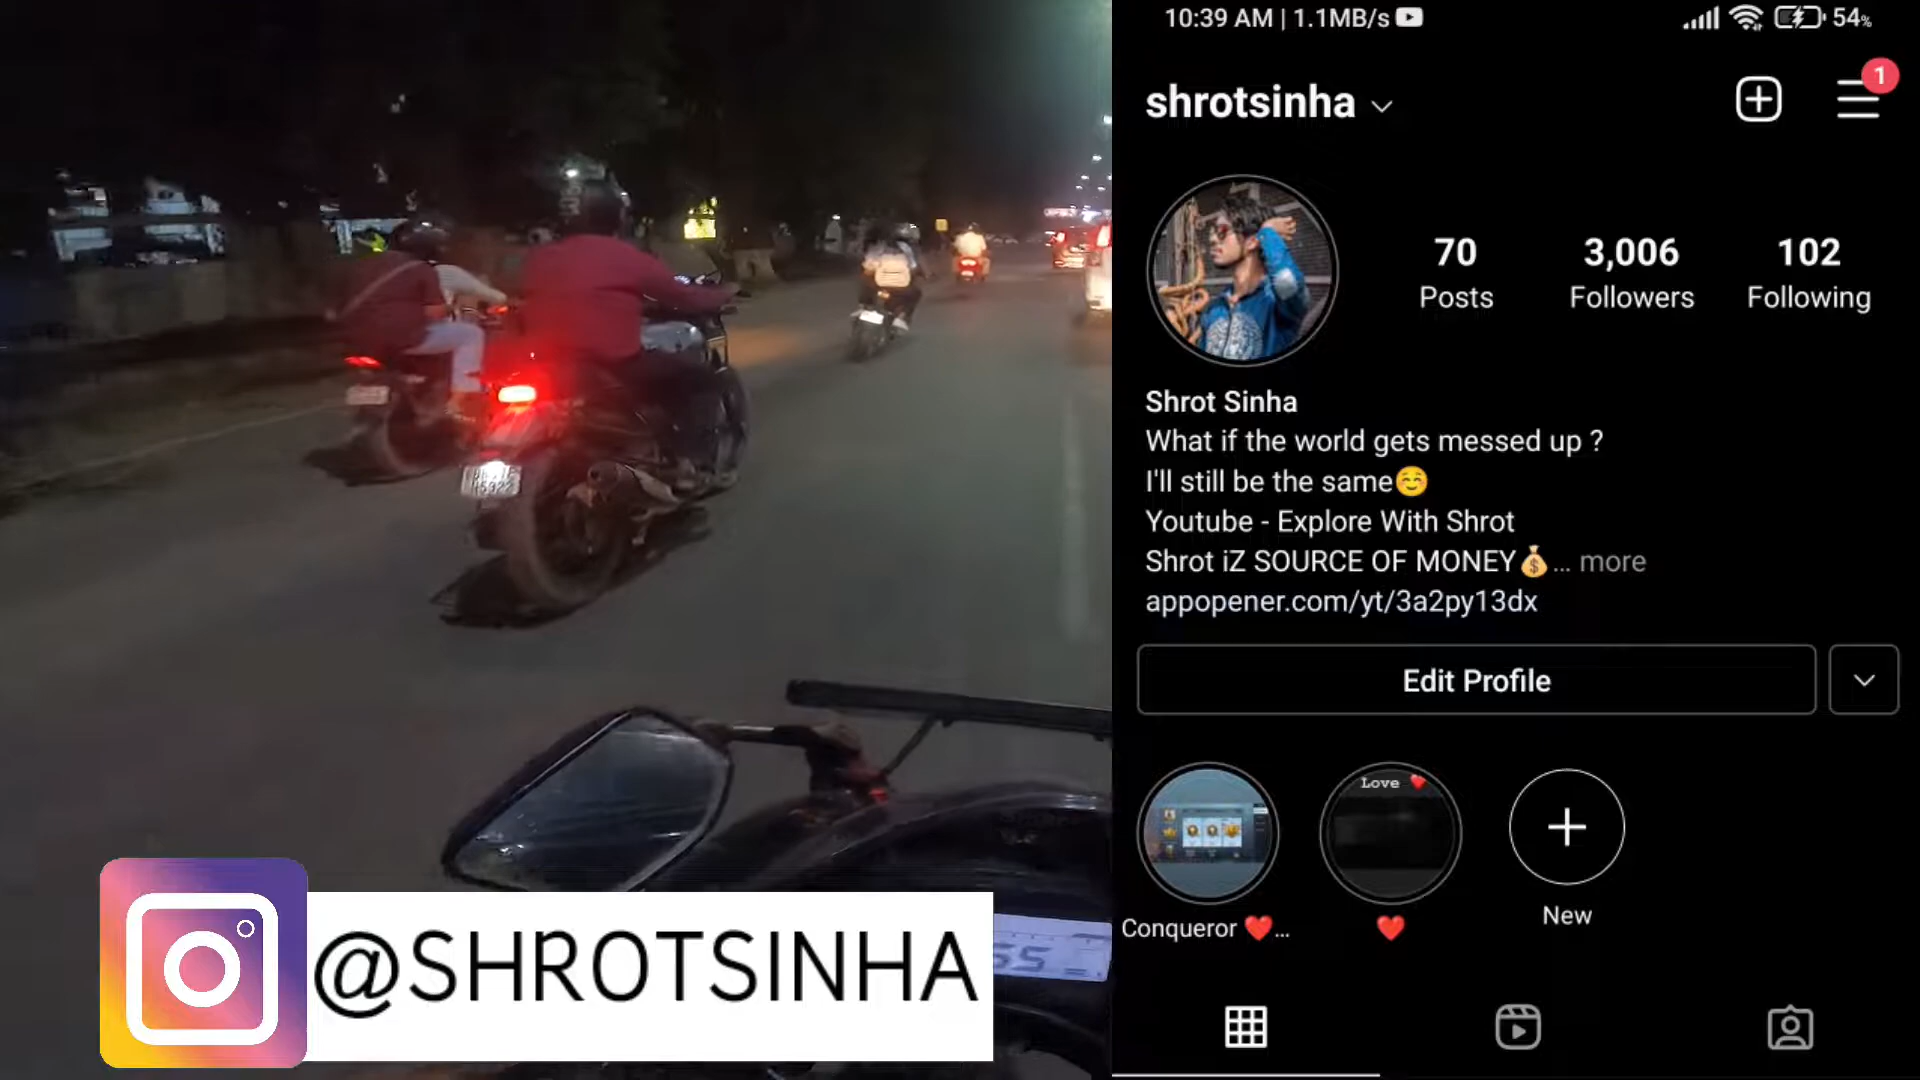 10:39 AM | 1.1MB/s
54%
shrotsinha
1
70
Posts
3,006
Followers
102
Following
Shrot Sinha
What if the world gets messed up ?
I'll still be the same☺️
Youtube - Explore With Shrot
Shrot iZ SOURCE OF MONEY💰... more
appopener.com/yt/3a2py13dx
Edit Profile
Love ❤️
Conqueror ❤️...
❤️
New
@SHROTSINHA